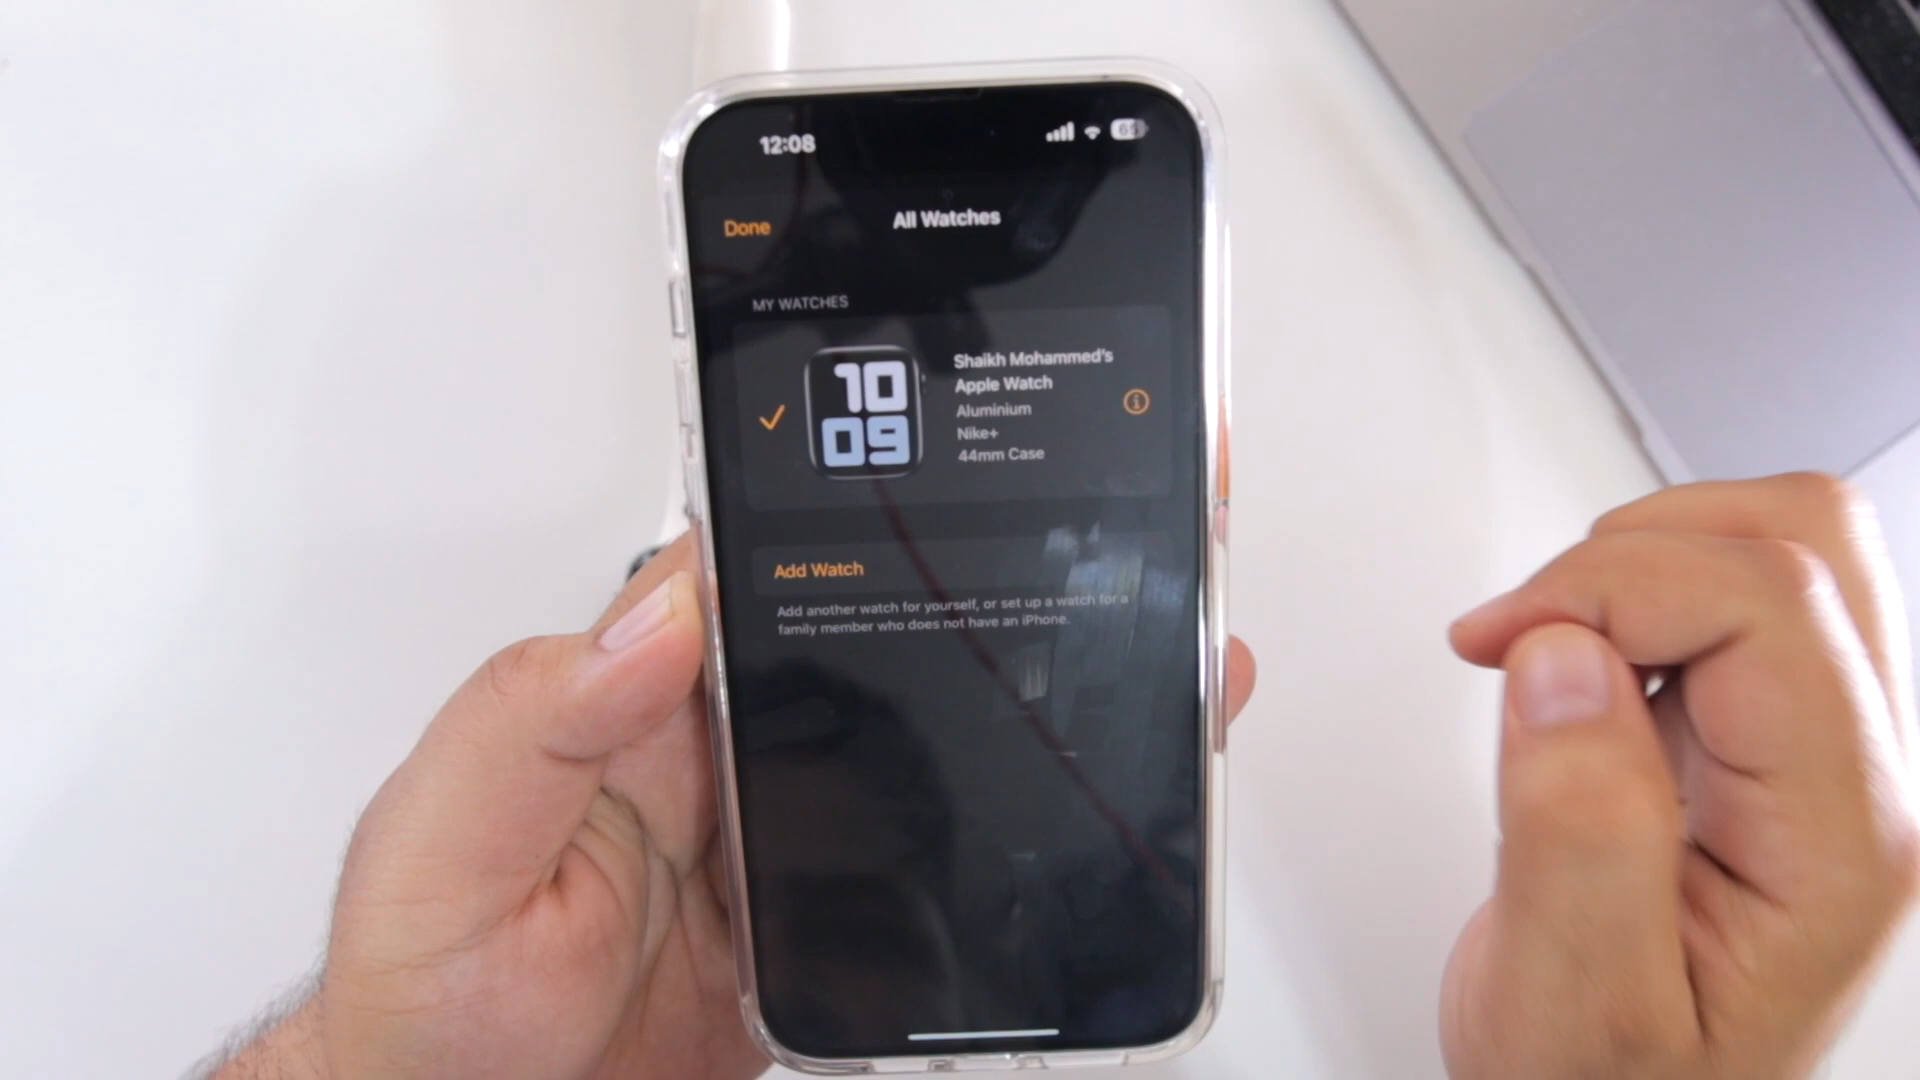 12:08
69
Done
All Watches
MY WATCHES
10
09
Shaikh Mohammed's
Apple Watch
Aluminium
Nike+
44mm Case
Add Watch
Add another watch for yourself, or set up a watch for a
family member who does not have an iPhone.